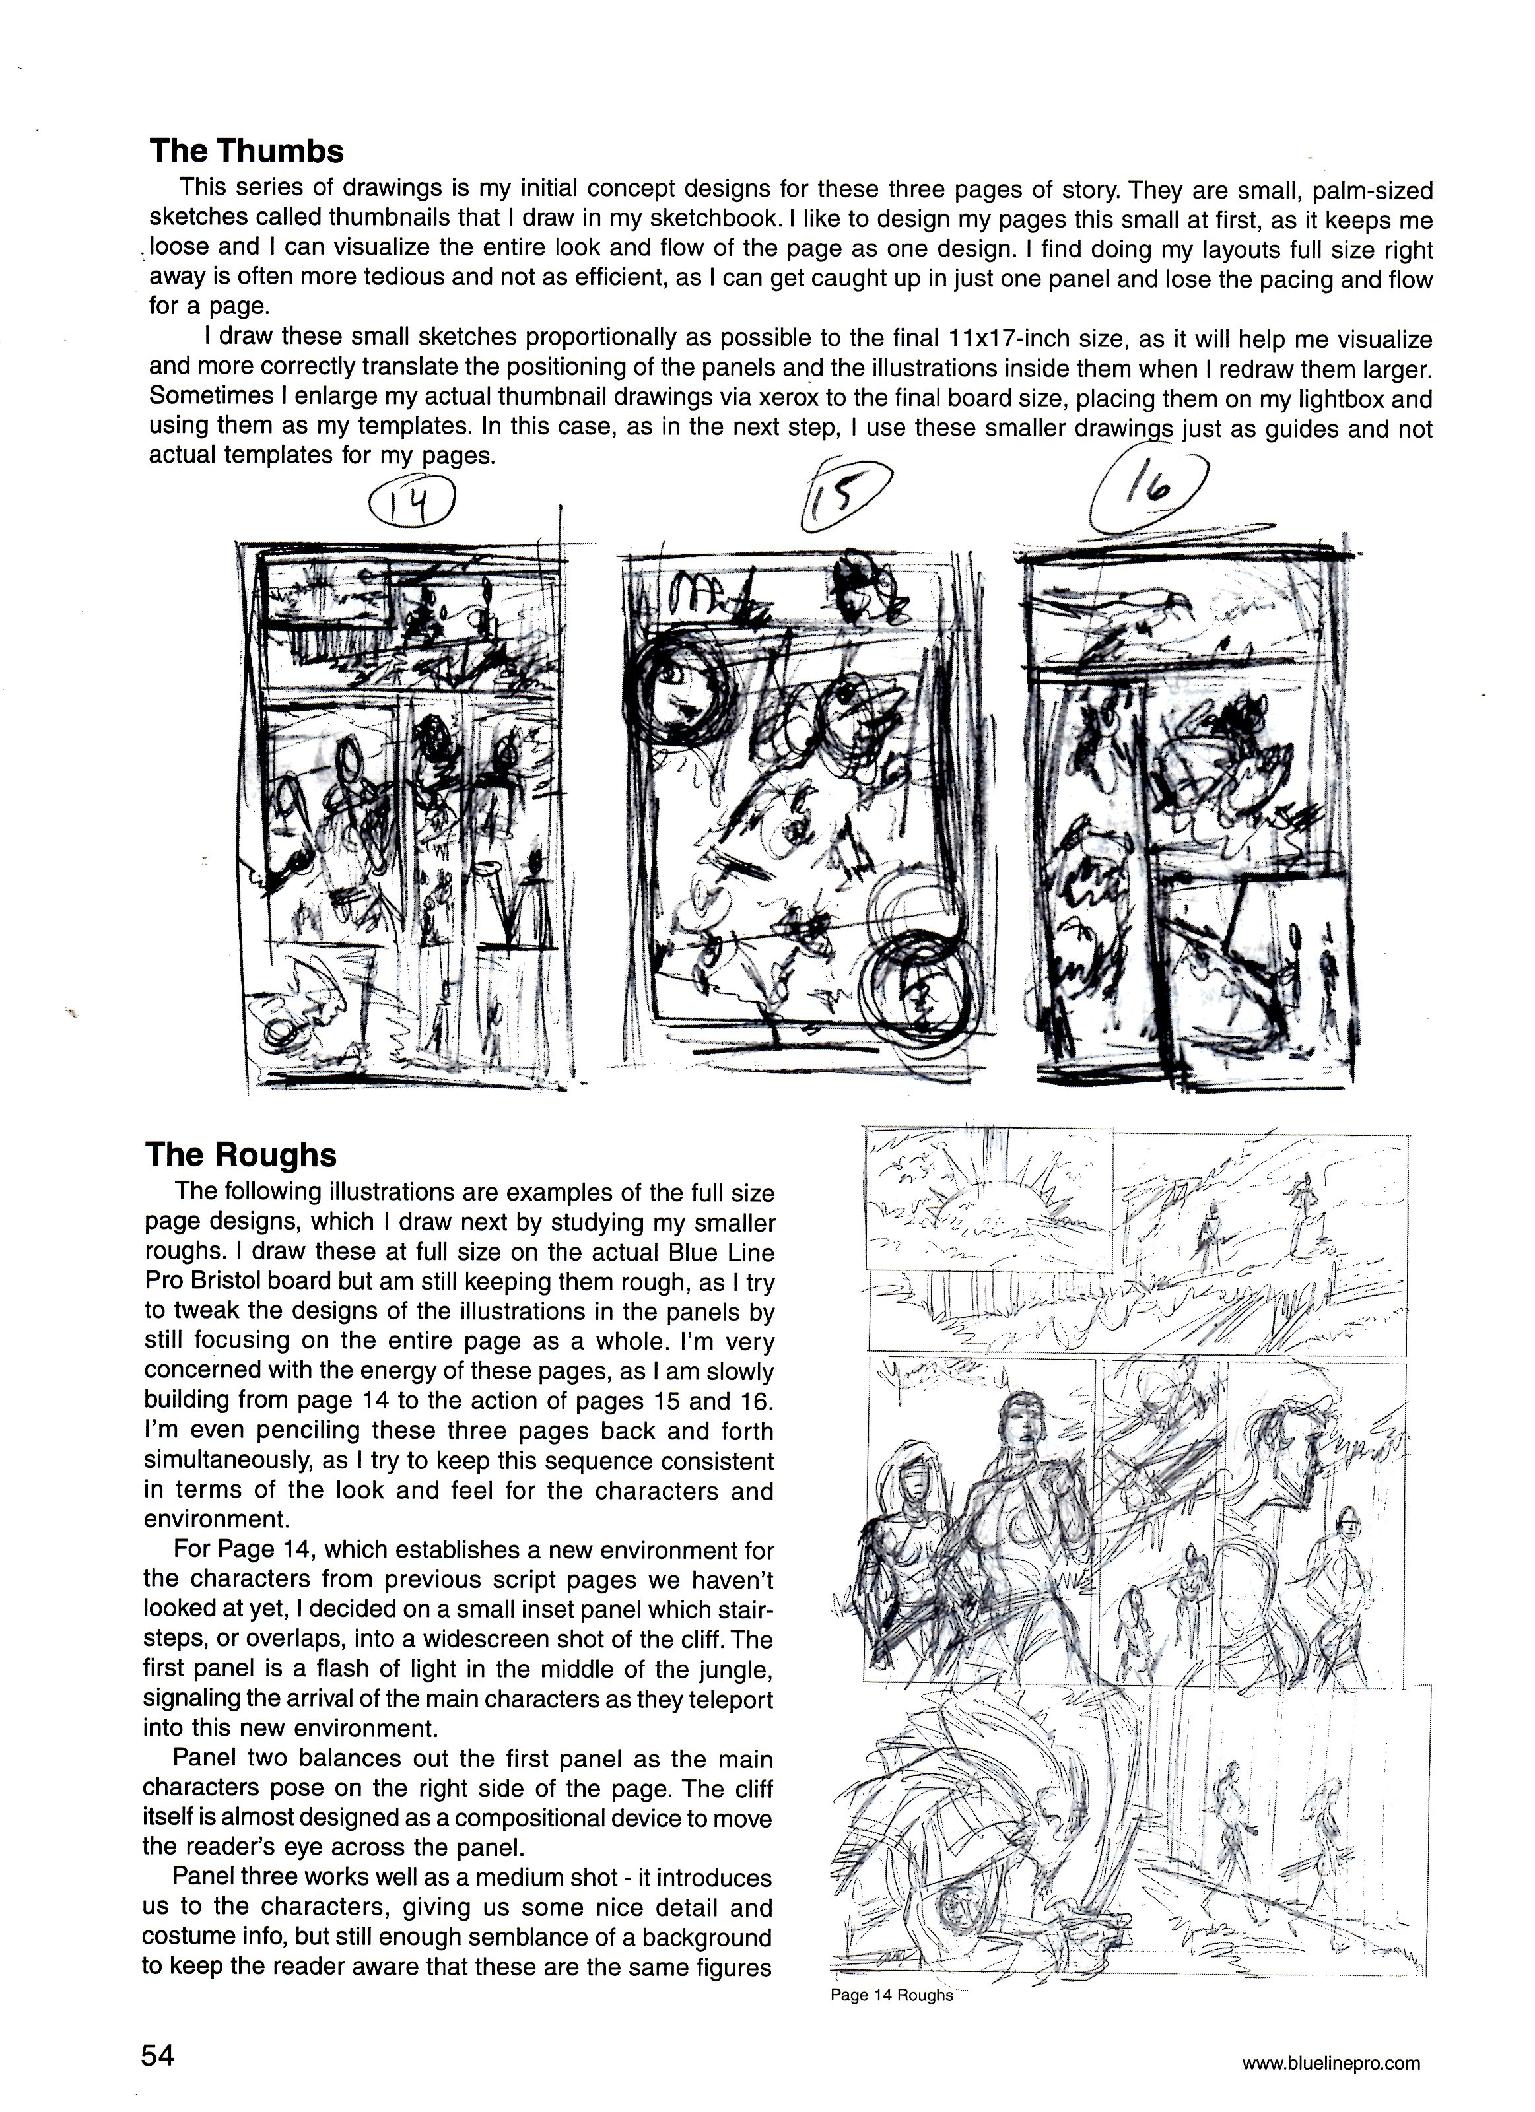 The Thumbs
This series of drawings is my initial concept designs for these three pages of story. They are small, palm-sized
sketches called thumbnails that I draw in my sketchbook. I like to design my pages this small at first, as it keeps me
loose and I can visualize the entire look and flow of the page as one design. I find doing my layouts full size right
away is often more tedious and not as efficient, as I can get caught up in just one panel and lose the pacing and flow
for a page.
I draw these small sketches proportionally as possible to the final 11x17-inch size, as it will help me visualize
and more correctly translate the positioning of the panels and the illustrations inside them when I redraw them larger.
Sometimes I enlarge my actual thumbnail drawings via xerox to the final board size, placing them on my lightbox and
using them as my templates. In this case, as in the next step, I use these smaller drawings just as guides and not
actual templates for my pages.
14
15
16
The Roughs
The following illustrations are examples of the full size
page designs, which I draw next by studying my smaller
roughs. I draw these at full size on the actual Blue Line
Pro Bristol board but am still keeping them rough, as I try
to tweak the designs of the illustrations in the panels by
still focusing on the entire page as a whole. I'm very
concerned with the energy of these pages, as I am slowly
building from page 14 to the action of pages 15 and 16.
I'm even penciling these three pages back and forth
simultaneously, as I try to keep this sequence consistent
in terms of the look and feel for the characters and
environment.
For Page 14, which establishes a new environment for
the characters from previous script pages we haven't
looked at yet, I decided on a small inset panel which stair-
steps, or overlaps, into a widescreen shot of the cliff. The
first panel is a flash of light in the middle of the jungle,
signaling the arrival of the main characters as they teleport
into this new environment.
Panel two balances out the first panel as the main
characters pose on the right side of the page. The cliff
itself is almost designed as a compositional device to move
the reader's eye across the panel.
Panel three works well as a medium shot - it introduces
us to the characters, giving us some nice detail and
costume info, but still enough semblance of a background
to keep the reader aware that these are the same figures
Page 14 Roughs
54
www.bluelinepro.com